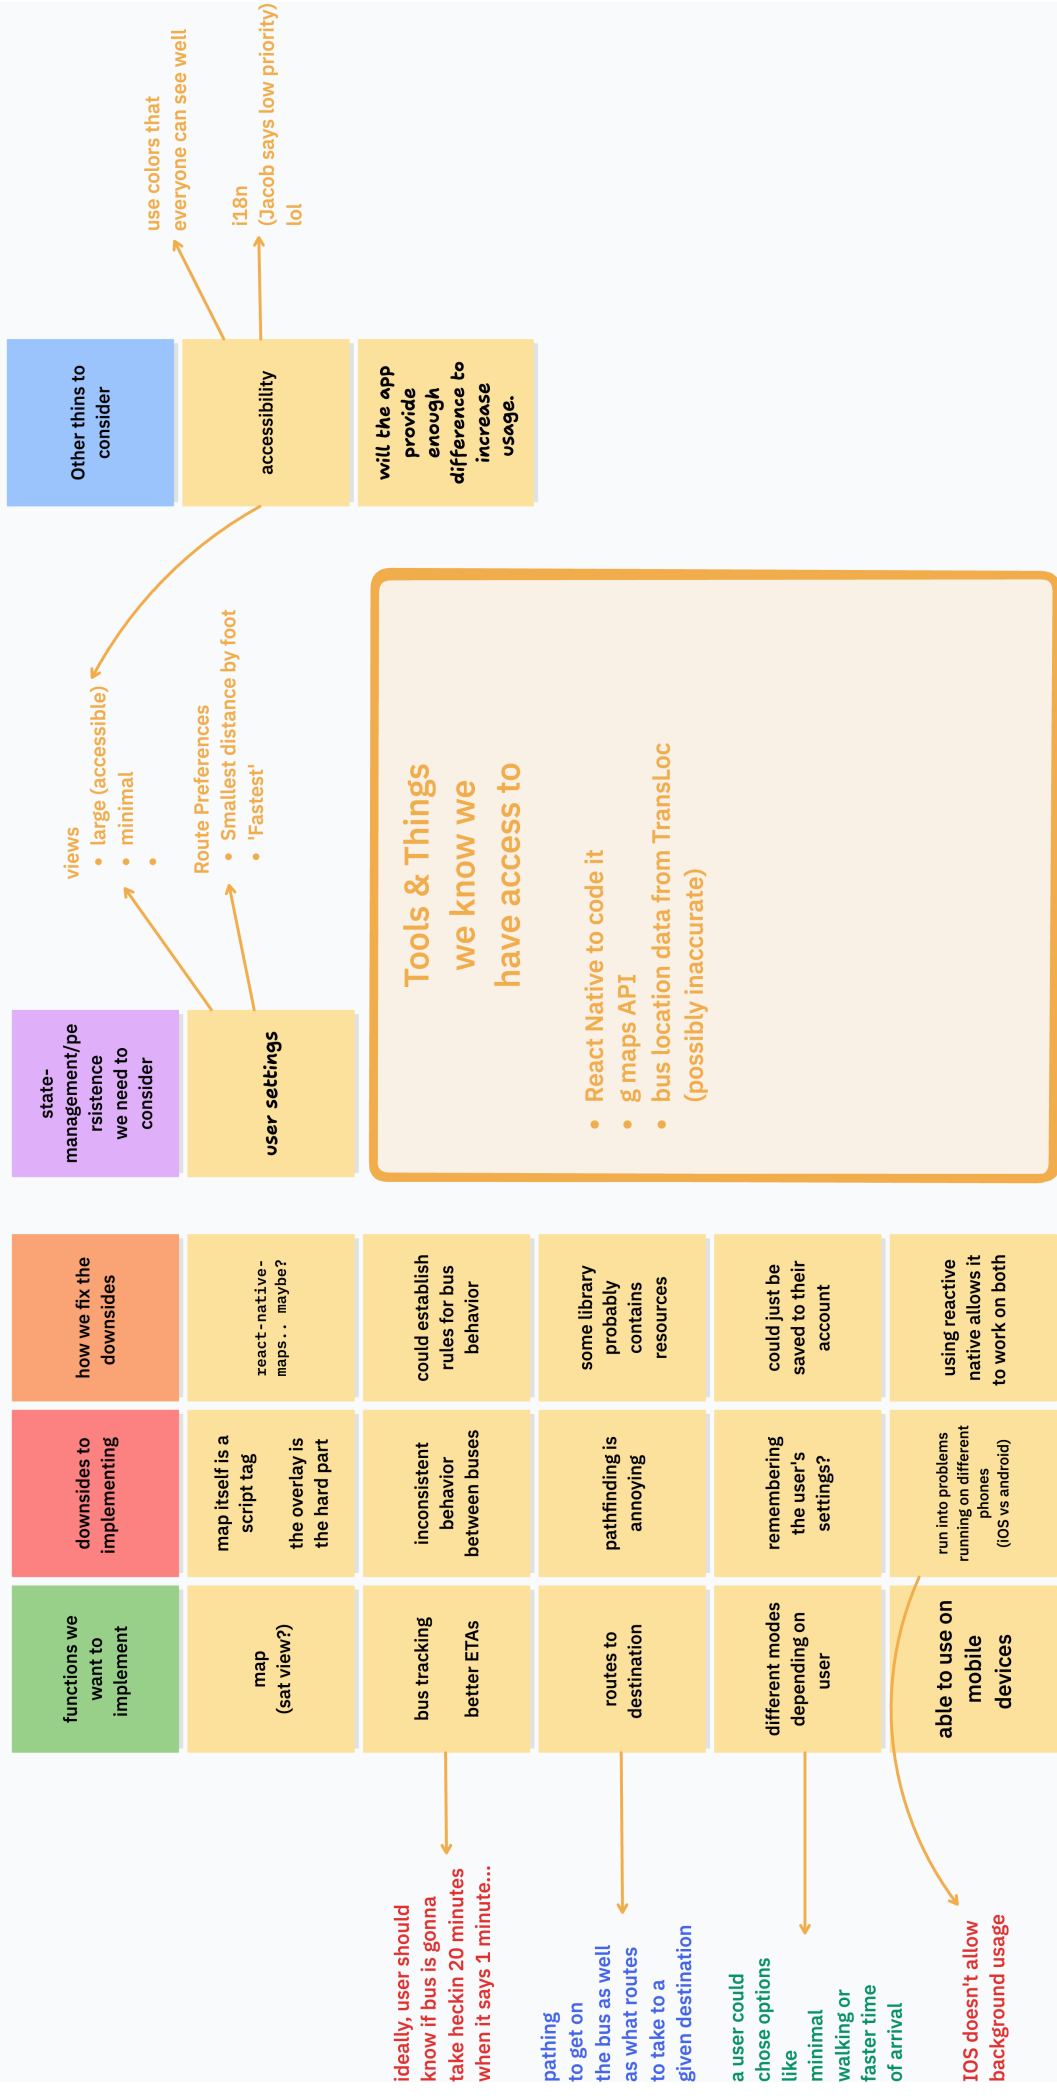 functions we
want to
implement
downsides to
implementing
how we fix the
downsides
state-
management/pe
rsistence
we need to
consider
views
• large (accessible)
• minimal
•
Other thins to
consider
use colors that
everyone can see well
map
(sat view?)
map itself is a
script tag
the overlay is
the hard part
react-native-
maps.. maybe?
user settings
Route Preferences
• Smallest distance by foot
• 'Fastest'
accessibility
i18n
(Jacob says low priority)
lol
ideally, user should
know if bus is gonna
take heckin 20 minutes
when it says 1 minute...
bus tracking
better ETAs
inconsistent
behavior
between buses
could establish
rules for bus
behavior
Tools & Things
we know we
have access to
• React Native to code it
• g maps API
• bus location data from TransLoc
(possibly inaccurate)
will the app
provide
enough
difference to
increase
usage.
pathing
to get on
the bus as well
as what routes
to take to a
given destination
routes to
destination
pathfinding is
annoying
some library
probably
contains
resources
a user could
chose options
like
minimal
walking or
faster time
of arrival
different modes
depending on
user
remembering
the user's
settings?
could just be
saved to their
account
IOS doesn't allow
background usage
able to use on
mobile
devices
run into problems
running on different
phones
(iOS vs android)
using reactive
native allows it
to work on both